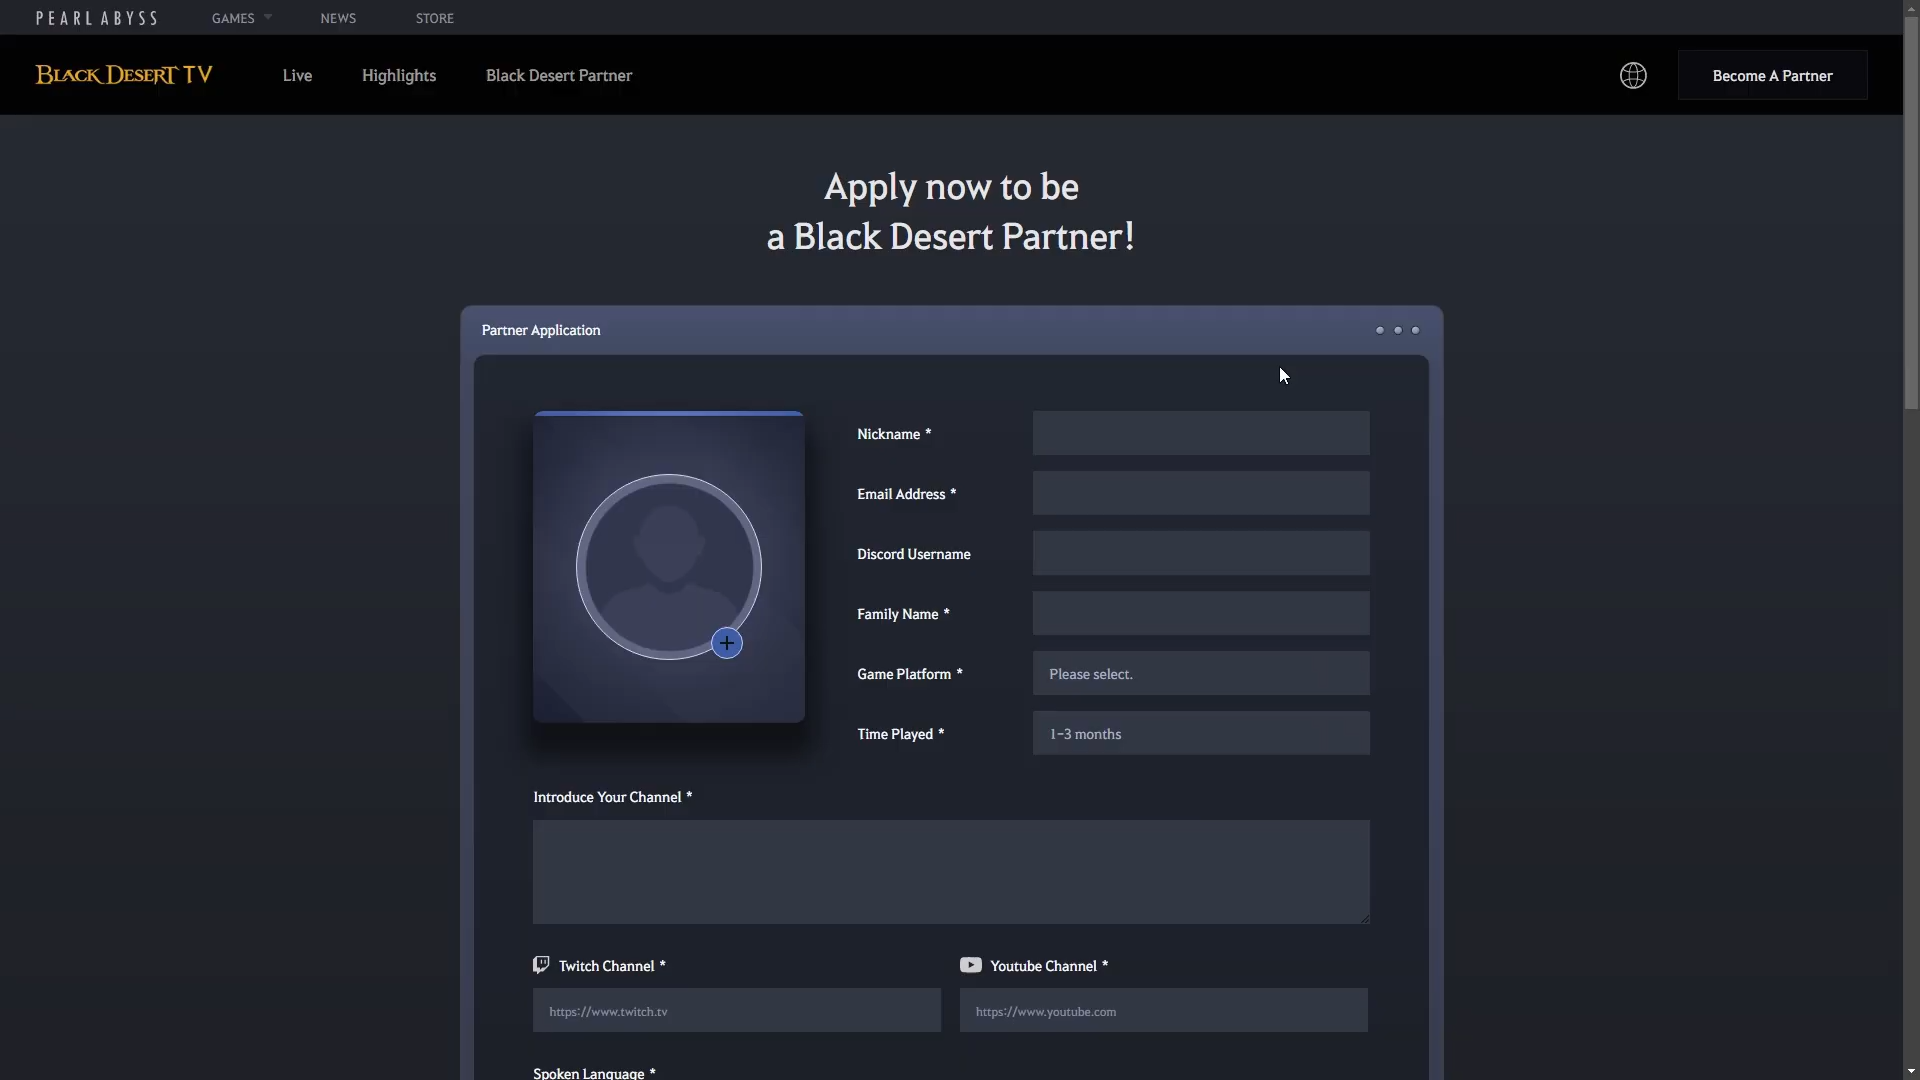 PEARL ABYSS
GAMES
NEWS
STORE
BLACK DESERT TV
Live
Highlights
Black Desert Partner
Become A Partner
Apply now to be
a Black Desert Partner!
Partner Application
Nickname *
Email Address *
Discord Username
Family Name *
Game Platform *
Please select.
Time Played *
1-3 months
Introduce Your Channel *
Twitch Channel *
Youtube Channel *
https://www.twitch.tv
https://www.youtube.com
Spoken Language *